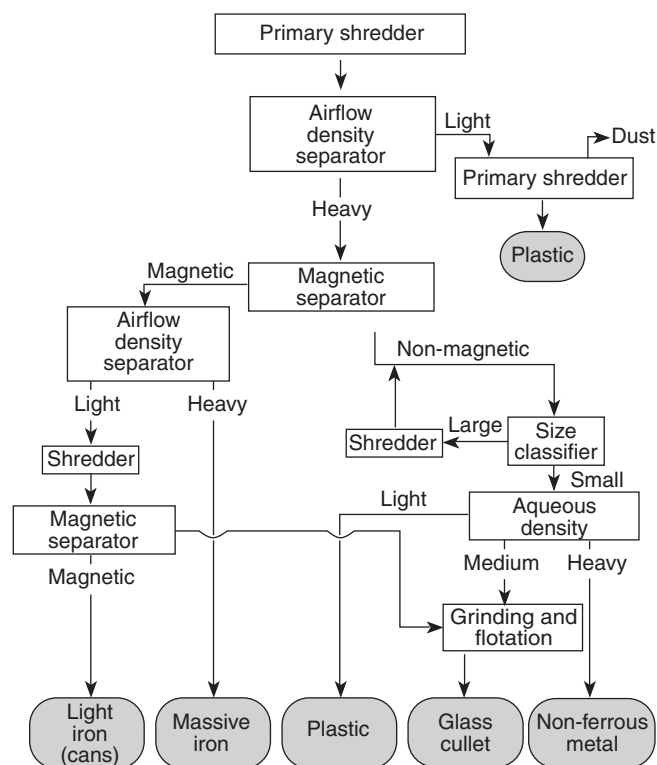 Primary shredder
Airflow
density
separator
Light
Dust
Primary shredder
Heavy
Plastic
Magnetic
Magnetic
separator
Airflow
density
separator
Non-magnetic
Light
Heavy
Large
Size
classifier
Shredder
Shredder
Small
Light
Aqueous
density
Magnetic
separator
Medium
Heavy
Magnetic
Grinding and
flotation
Light
iron
(cans)
Massive
iron
Plastic
Glass
cullet
Non-ferrous
metal